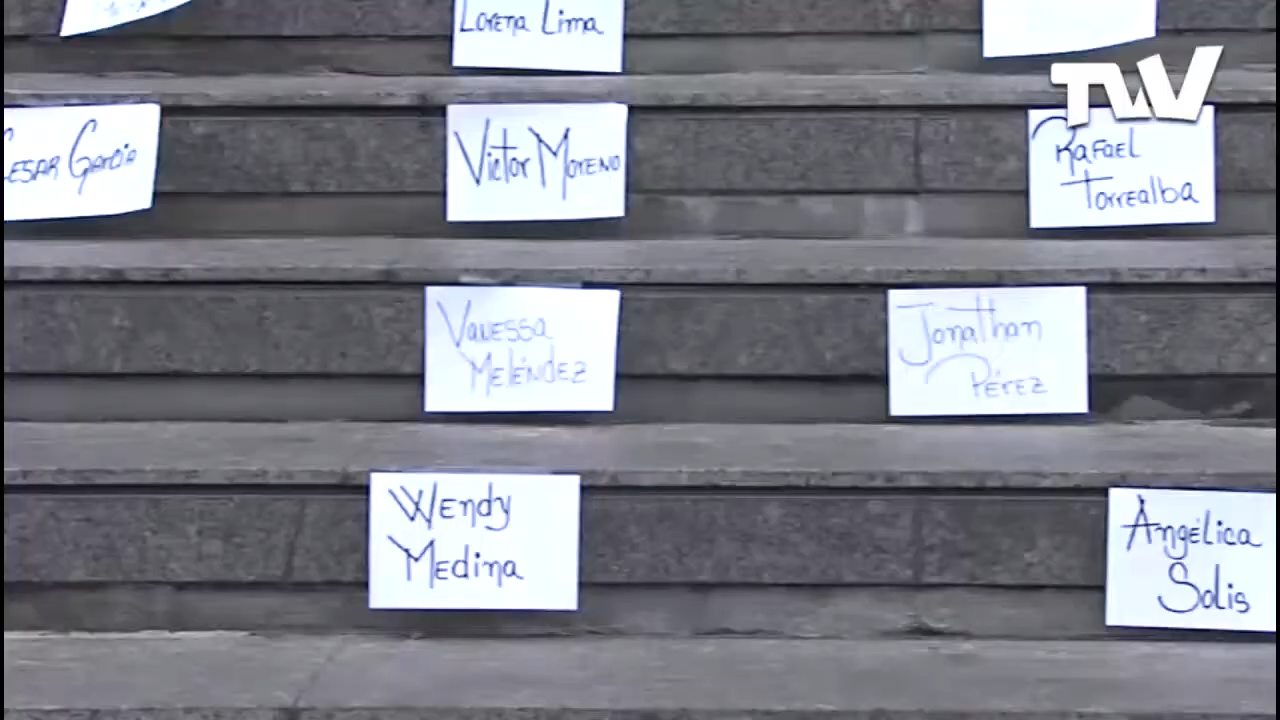 Lorena Lima
TVV
Cesar García
Victor Moreno
Rafael
Torrealba
Vanessa
Meléndez
Jonathan
Pérez
Wendy
Medina
Angélica
Solis